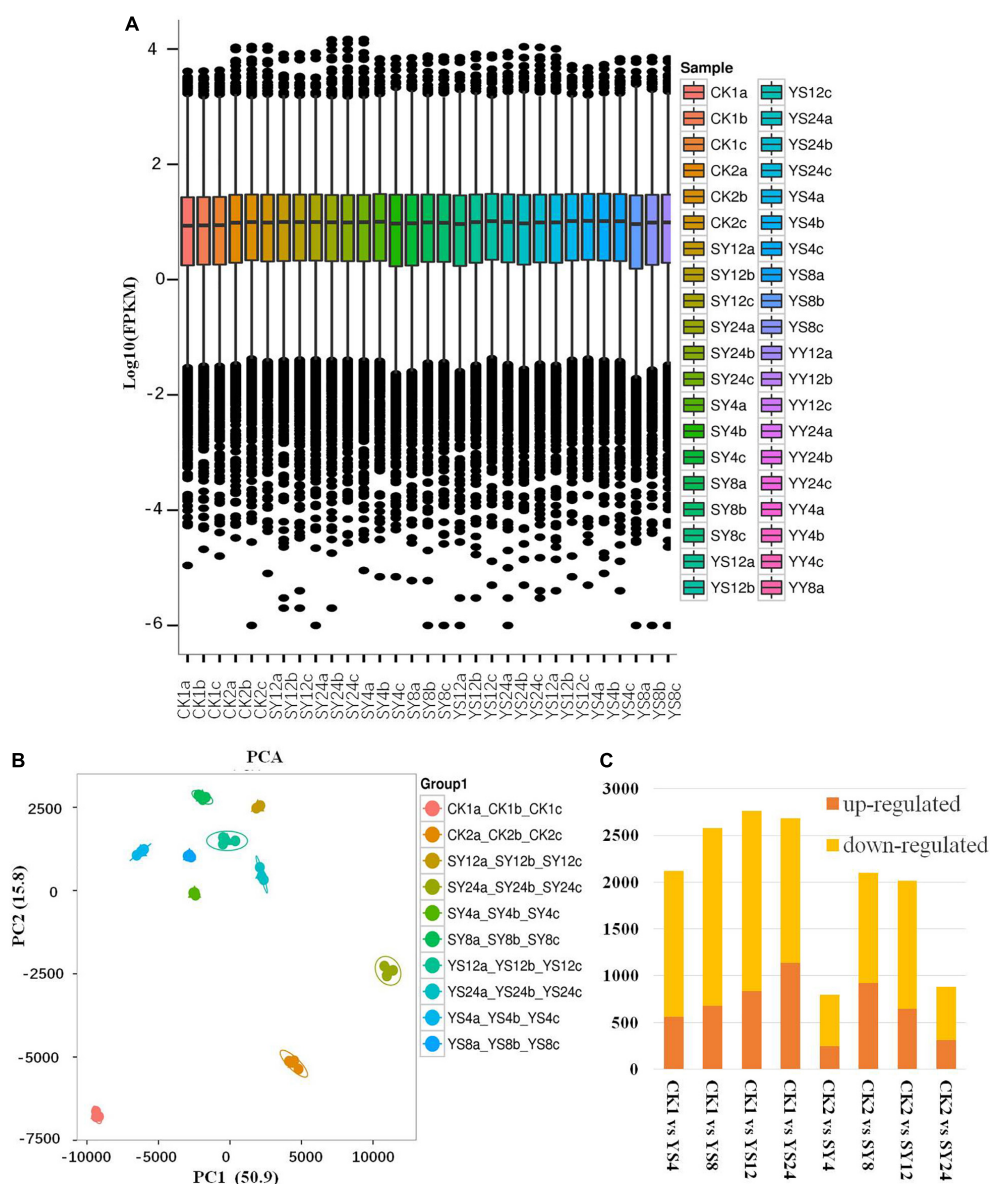 A
Log10(FPKM)
4
2
0
-2
-4
-6
CK1a
CK1b
CK1c
CK2a
CK2b
CK2c
SY12a
SY12b
SY12c
SY24a
SY24b
SY24c
SY4a
SY4b
SY4c
SY8a
SY8b
SY8c
YS12a
YS12b
YS12c
YS24a
YS24b
YS24c
YS12a
YS12b
YS12c
YS4a
YS4b
YS4c
YS8a
YS8b
YS8c
Sample
CK1a
CK1b
CK1c
CK2a
CK2b
CK2c
SY12a
SY12b
SY12c
SY24a
SY24b
SY24c
SY4a
SY4b
SY4c
SY8a
SY8b
SY8c
YS12a
YS12b
YS12c
YS24a
YS24b
YS24c
YS4a
YS4b
YS4c
YS8a
YS8b
YS8c
YY12a
YY12b
YY12c
YY24a
YY24b
YY24c
YY4a
YY4b
YY4c
YY8a
B
PCA
PC2 (15.8)
2500
0
-2500
-5000
-7500
-10000
-5000
0
5000
10000
PC1 (50.9)
Group1
CK1a_CK1b_CK1c
CK2a_CK2b_CK2c
SY12a_SY12b_SY12c
SY24a_SY24b_SY24c
SY4a_SY4b_SY4c
SY8a_SY8b_SY8c
YS12a_YS12b_YS12c
YS24a_YS24b_YS24c
YS4a_YS4b_YS4c
YS8a_YS8b_YS8c
C
3000
2500
2000
1500
1000
500
0
up-regulated
down-regulated
CK1 vs YS4
CK1 vs YS8
CK1 vs YS12
CK1 vs YS24
CK2 vs SY4
CK2 vs SY8
CK2 vs SY12
CK2 vs SY24